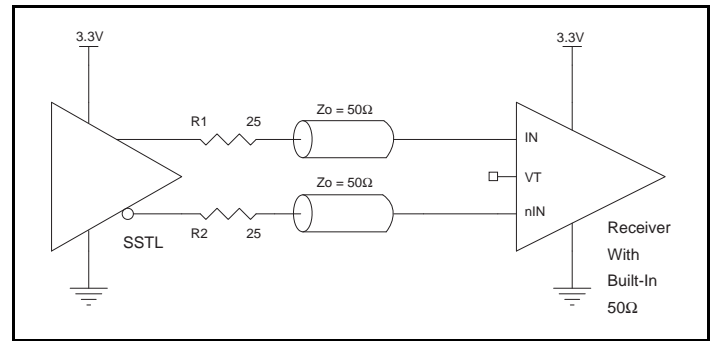 3.3V
3.3V
R1 25
Zo = 50Ω
IN
Zo = 50Ω
VT
nIN
SSTL
R2 25
Receiver
With
Built-In
50Ω